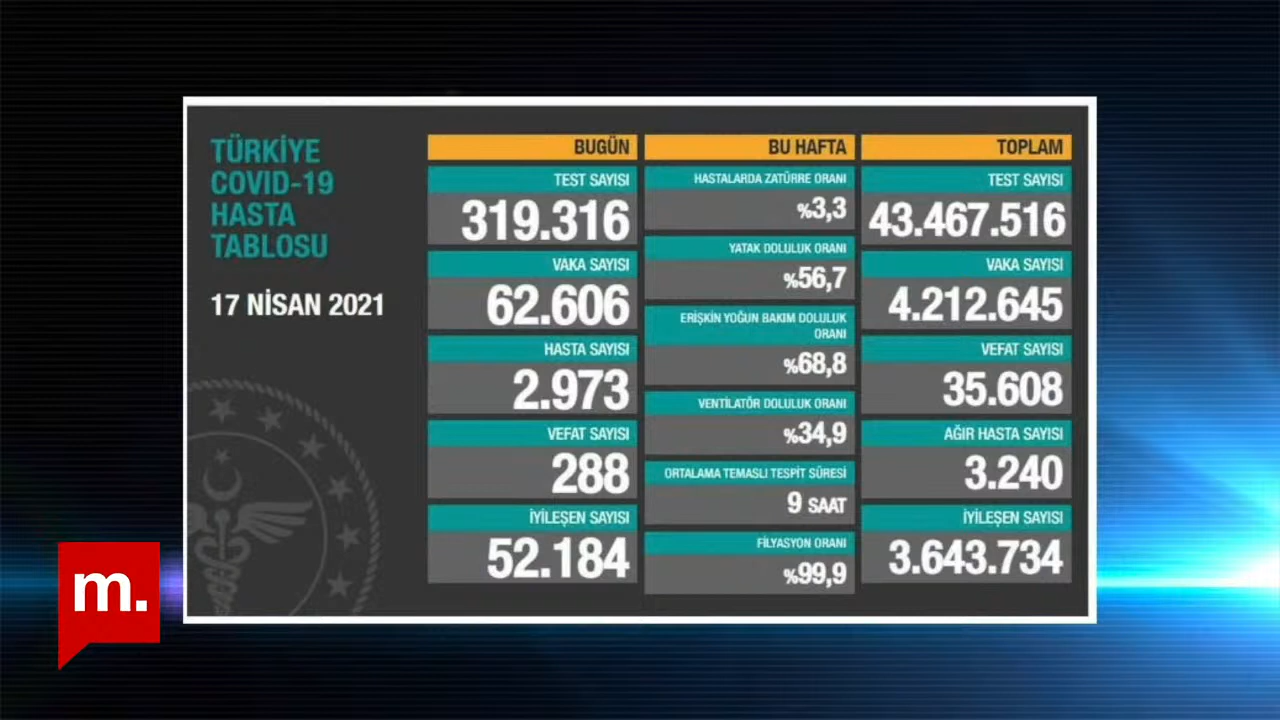 TÜRKİYE
COVID-19
HASTA
TABLOSU
17 NİSAN 2021
BUGÜN
TEST SAYISI
319.316
VAKA SAYISI
62.606
HASTA SAYISI
2.973
VEFAT SAYISI
288
İYİLEŞEN SAYISI
52.184
BU HAFTA
HASTALARDA ZATÜRRE ORANI
%3,3
YATAK DOLULUK ORANI
%56,7
ERİŞKİN YOĞUN BAKIM DOLULUK
ORANI
%68,8
VENTİLATÖR DOLULUK ORANI
%34,9
ORTALAMA TEMASLI TESPİT SÜRESİ
9 SAAT
FİLYASYON ORANI
%99,9
TOPLAM
TEST SAYISI
43.467.516
VAKA SAYISI
4.212.645
VEFAT SAYISI
35.608
AĞIR HASTA SAYISI
3.240
İYİLEŞEN SAYISI
3.643.734
m.